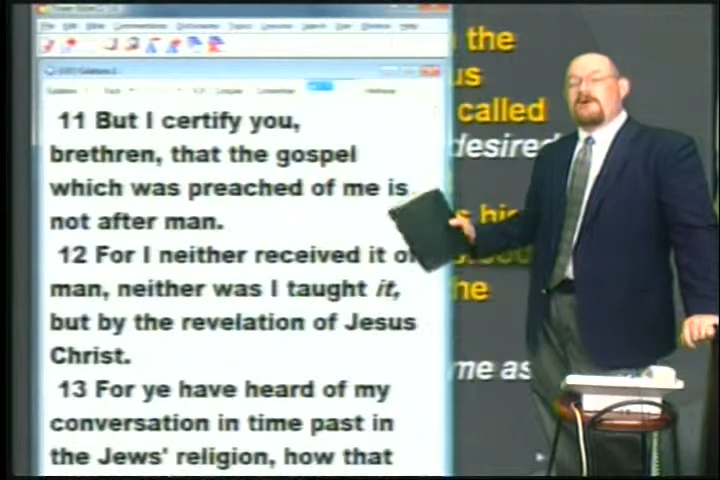 11 But I certify you,
brethren, that the gospel
which was preached of me is
not after man.
12 For I neither received it of
man, neither was I taught it,
but by the revelation of Jesus
Christ.
13 For ye have heard of my
conversation in time past in
the Jews' religion, how that
the
us
called
desired
his
the
me as